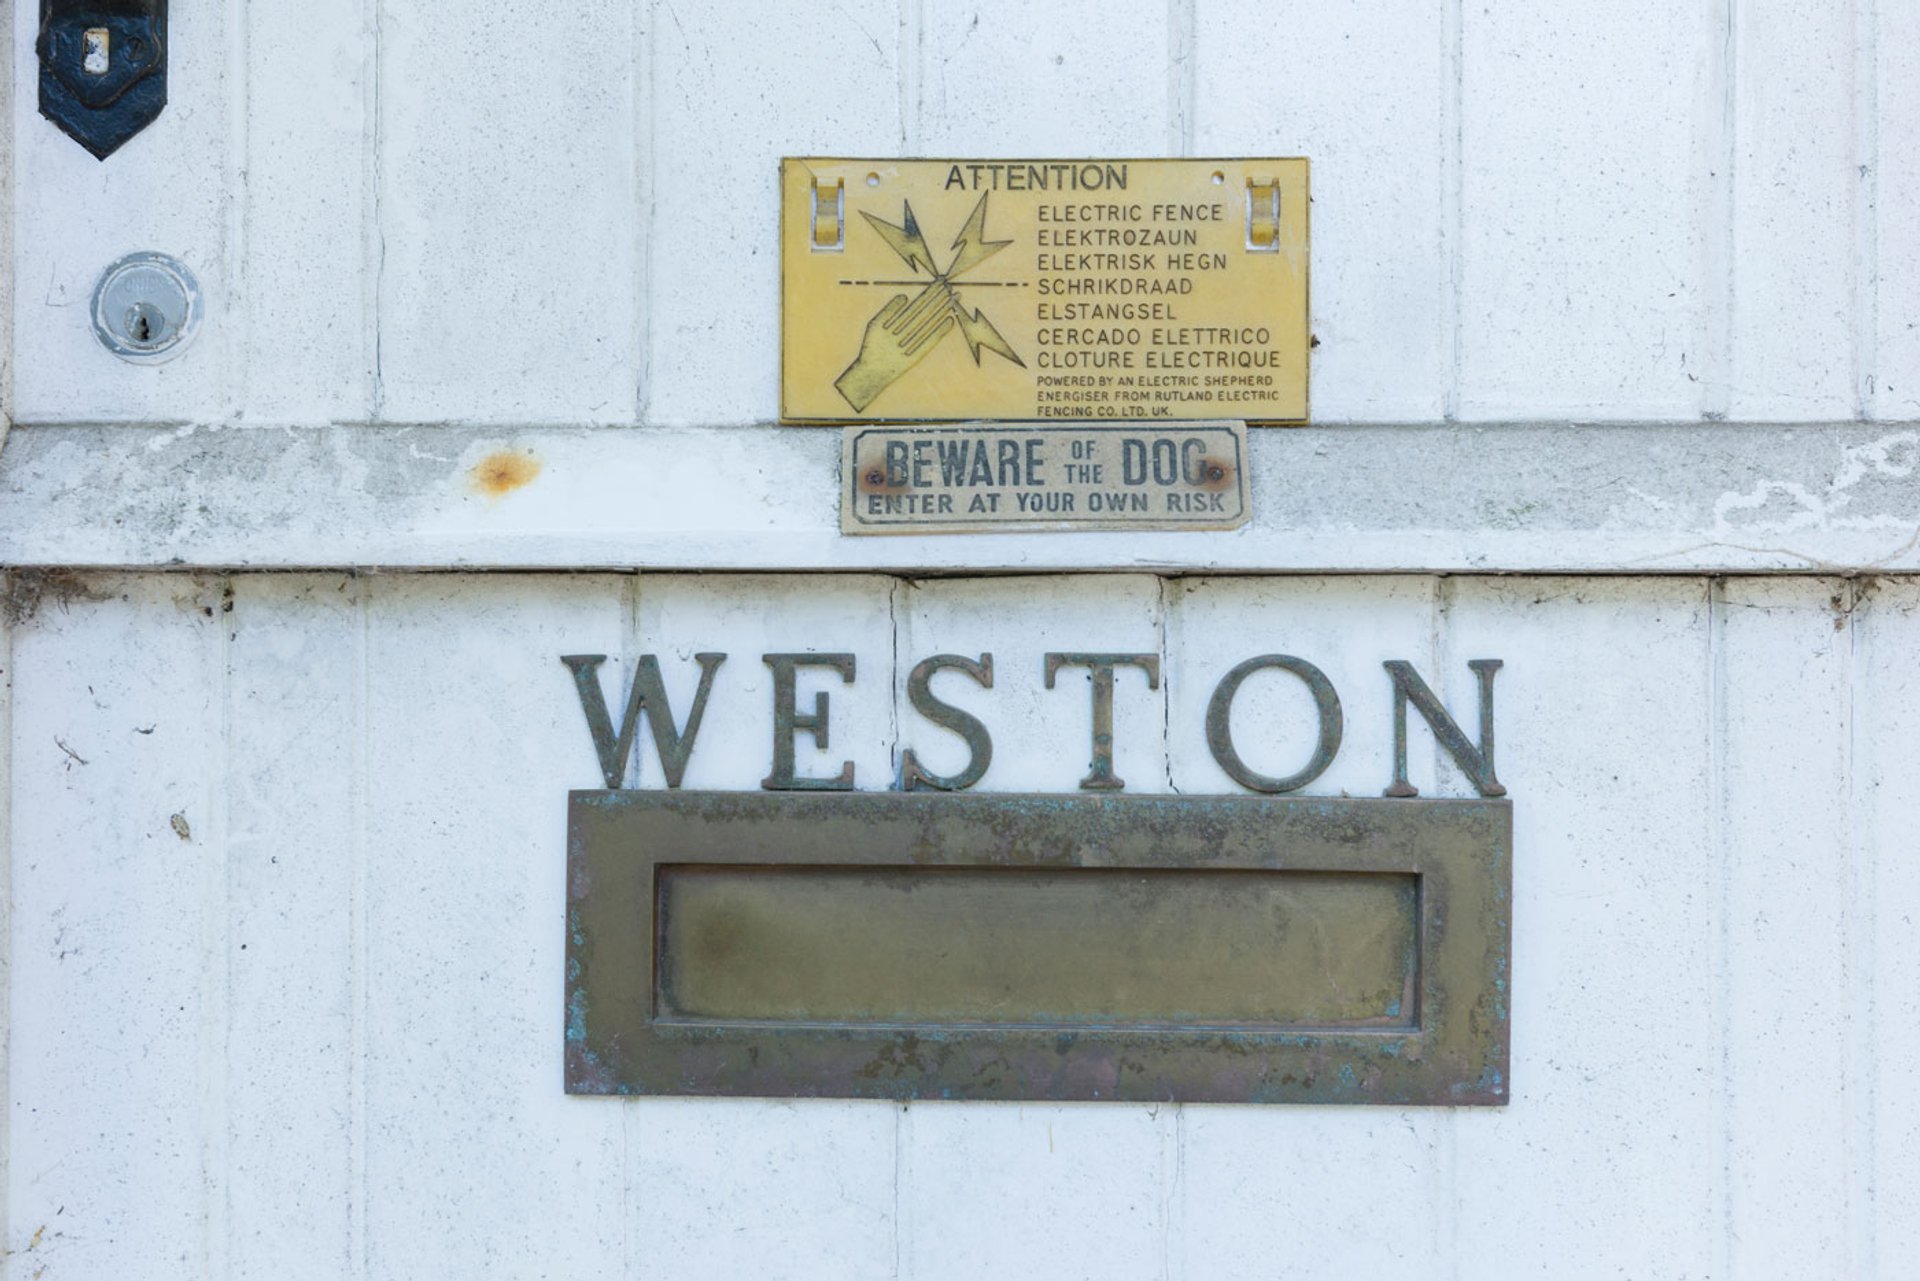 ATTENTION
ELECTRIC FENCE
ELEKTROZAUN
ELEKTRISK HEGN
SCHRIKDRAAD
ELSTANGSEL
CERCADO ELETTRICO
CLOTURE ELECTRIQUE
POWERED BY AN ELECTRIC SHEPHERD
ENERGISER FROM RUTLAND ELECTRIC
FENCING CO. LTD. UK.
BEWARE OF THE DOG
ENTER AT YOUR OWN RISK
WESTON